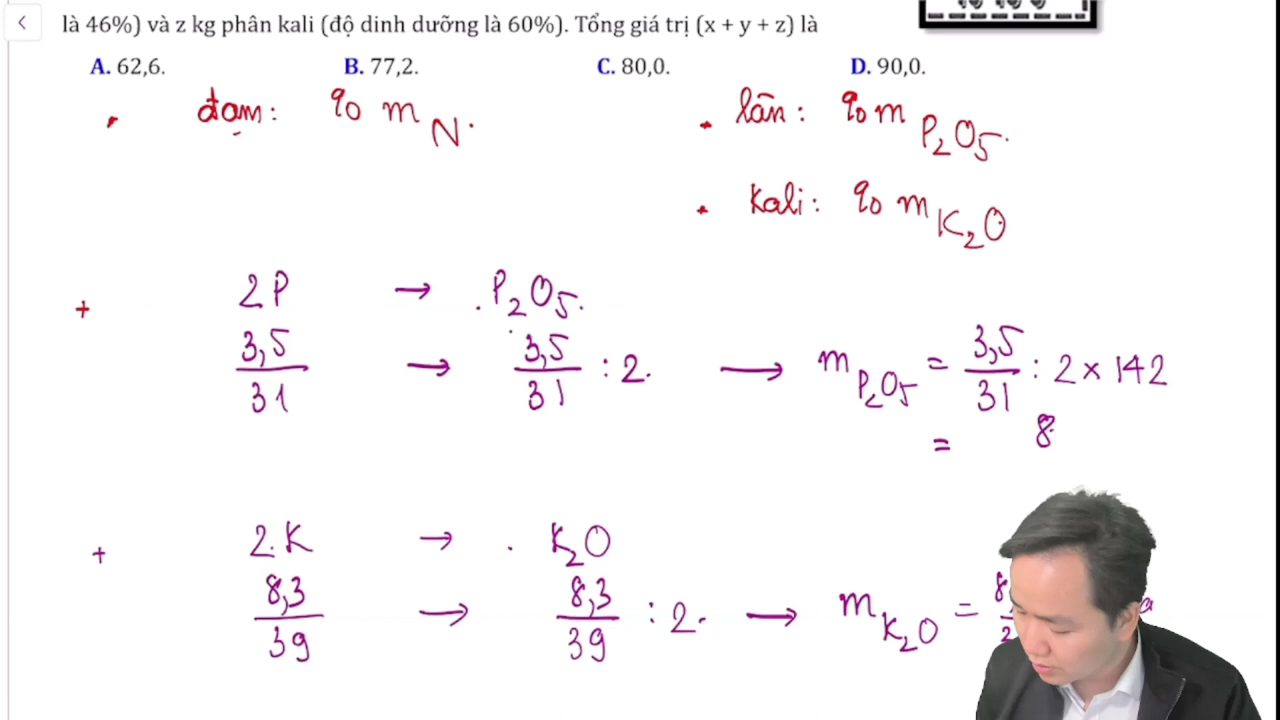 là 46%) và z kg phân kali (độ dinh dưỡng là 60%). Tổng giá trị (x + y + z) là
A. 62,6. B. 77,2. C. 80,0. D. 90,0.
đạm: % m N
lân: % m P2O5
kali: % m K2O
+ 2P → P2O5
3,5/31 → 3,5/31 : 2 → m P2O5 = 3,5/31 : 2 × 142
= 8
+ 2K → K2O
8,3/39 → 8,3/39 : 2 → m K2O =